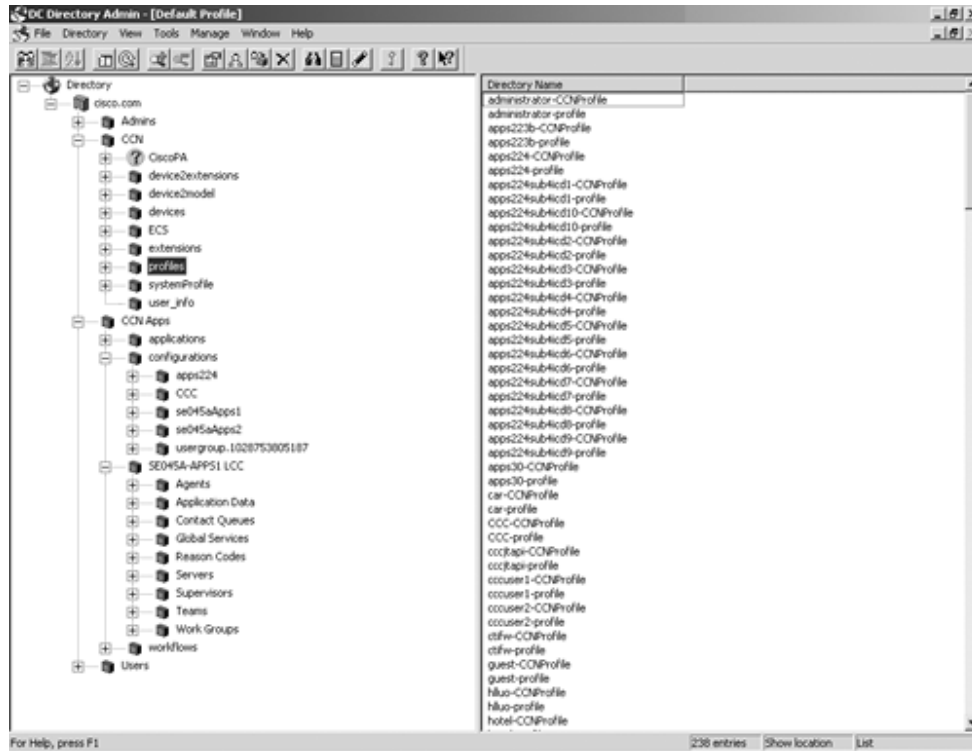 DC Directory Admin - [Default Profile]
File Directory View Tools Manage Window Help
Directory
cisco.com
Admins
CCN
CiscoPA
device2extensions
device2model
devices
ECS
extensions
profiles
systemProfile
user_info
CCN Apps
applications
configurations
apps224
CCC
se045aApps1
se045aApps2
usergroup.1028753805187
SE045A-APPS1 LCC
Agents
Application Data
Contact Queues
Global Services
Reason Codes
Servers
Supervisors
Teams
Work Groups
workflows
Users
Directory Name
administrator-CCNProfile
administrator-profile
apps223b-CCNProfile
apps223b-profile
apps224-CCNProfile
apps224-profile
apps224sub4icd1-CCNProfile
apps224sub4icd1-profile
apps224sub4icd10-CCNProfile
apps224sub4icd10-profile
apps224sub4icd2-CCNProfile
apps224sub4icd2-profile
apps224sub4icd3-CCNProfile
apps224sub4icd3-profile
apps224sub4icd4-CCNProfile
apps224sub4icd4-profile
apps224sub4icd5-CCNProfile
apps224sub4icd5-profile
apps224sub4icd6-CCNProfile
apps224sub4icd6-profile
apps224sub4icd7-CCNProfile
apps224sub4icd7-profile
apps224sub4icd8-CCNProfile
apps224sub4icd8-profile
apps224sub4icd9-CCNProfile
apps224sub4icd9-profile
apps30-CCNProfile
apps30-profile
car-CCNProfile
car-profile
CCC-CCNProfile
CCC-profile
cccjtapi-CCNProfile
cccjtapi-profile
cccuser1-CCNProfile
cccuser1-profile
cccuser2-CCNProfile
cccuser2-profile
ctifw-CCNProfile
ctifw-profile
guest-CCNProfile
guest-profile
hlluo-CCNProfile
hlluo-profile
hotel-CCNProfile
For Help, press F1
238 entries Show location List